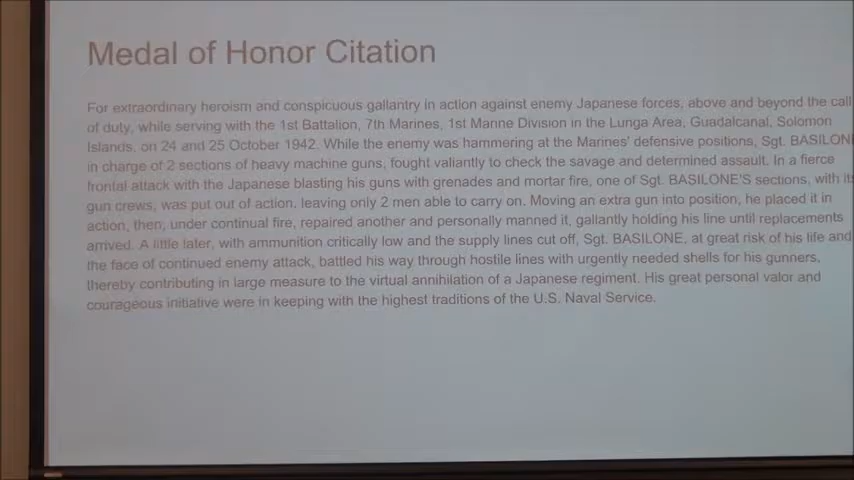 Medal of Honor Citation
For extraordinary heroism and conspicuous gallantry in action against enemy Japanese forces, above and beyond the call
of duty, while serving with the 1st Battalion, 7th Marines, 1st Marine Division in the Lunga Area, Guadalcanal, Solomon
Islands, on 24 and 25 October 1942. While the enemy was hammering at the Marines' defensive positions, Sgt. BASILON
in charge of 2 sections of heavy machine guns, fought valiantly to check the savage and determined assault. In a fierce
frontal attack with the Japanese blasting his guns with grenades and mortar fire, one of Sgt. BASILONE'S sections, with its
gun crews, was put out of action, leaving only 2 men able to carry on. Moving an extra gun into position, he placed it in
action, then, under continual fire, repaired another and personally manned it, gallantly holding his line until replacements
arrived. A little later, with ammunition critically low and the supply lines cut off, Sgt. BASILONE, at great risk of his life and
the face of continued enemy attack, battled his way through hostile lines with urgently needed shells for his gunners,
thereby contributing in large measure to the virtual annihilation of a Japanese regiment. His great personal valor and
courageous initiative were in keeping with the highest traditions of the U.S. Naval Service.